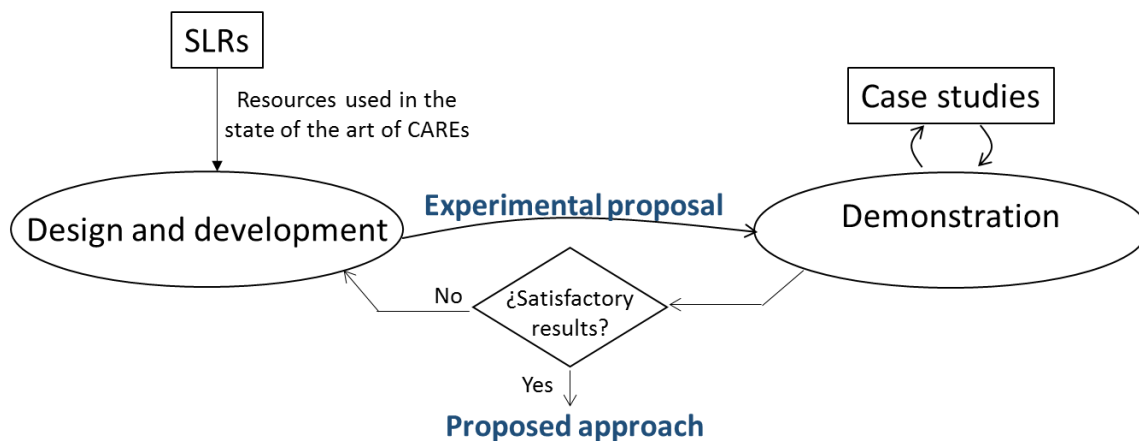 SLRs
Resources used in the
state of the art of CAREs
Case studies
Design and development
Experimental proposal
Demonstration
No
¿Satisfactory
results?
Yes
Proposed approach